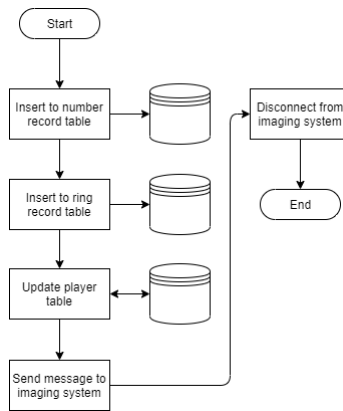 Start
Insert to number
record table
Insert to ring
record table
Update player
table
Send message to
imaging system
Disconnect from
imaging system
End